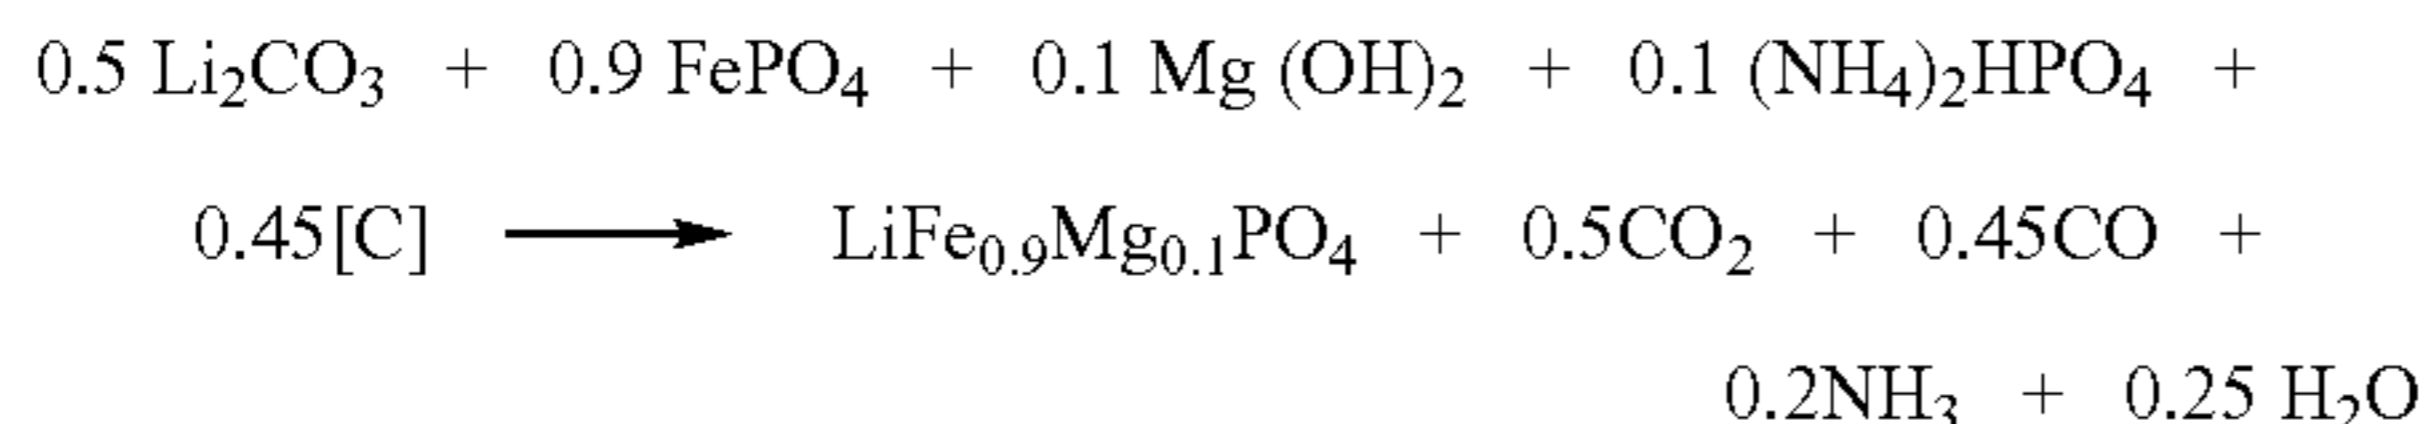 0.5 Li₂CO₃ + 0.9 FePO₄ + 0.1 Mg (OH)₂ + 0.1 (NH₄)₂HPO₄ +
0.45[C] ⟶ LiFe₀.₉Mg₀.₁PO₄ + 0.5CO₂ + 0.45CO +
0.2NH₃ + 0.25 H₂O